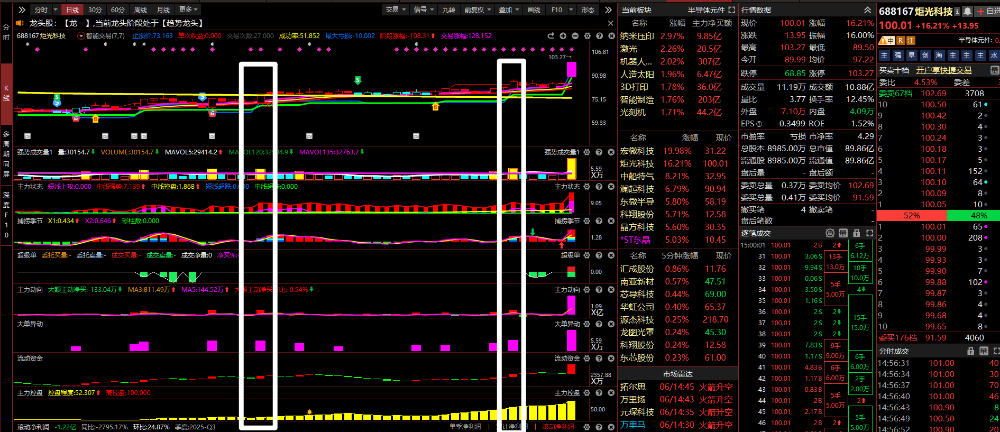 分时 日线 30分 60分 周线 月线 更多 交易 信号 九转 前复权 叠加 画线 F10 形态
龙头股：【龙一】,当前龙头阶段处于【趋势龙头】
688167 炬光科技 智能交易(7,7) 止损价:73.163 单次收益:0.000 交易次数:27.000 成功率:51.852 最大亏损:-10.002 阶段涨幅:-108.31 交易涨幅:128.152
分时
K线
多周期同屏
深度F10
103.27
106.81
90.98
75.15
59.33
强势成交量1 量:30154.7 VOLUME:30154.7 MAVOL5:29414.2 MAVOL135:32763.7 强势成交量1
5.59
X万
主力状态 短线上攻:0.000 中线强势:7.139 中线控盘:1.868 中线超跌:0.000 主力状态
9.05
捕捞季节 X1:0.434 X2:0.646 彩柱数:0.000 捕捞季节
1.28
超级单 委托买量:- 委托卖量:- 成交买量:- 成交卖量:- 成交净量:0 净买%:- 超级单
0.00
主力动向 大额主动净买:-133.04万 MA3:811.49万 MA5:144.52万 主力动向
1.09
X亿
大单异动 大单异动
5.59
X万
流动资金 流动资金
2357.88
X万
主力控盘 控盘程度:52.307 高控盘:100.000 主力控盘
50.00
滚动净利润 -1.22亿 同比:-2795.17% 环比:24.87% 季度:2025-Q3 单季净利润 滚动净利润
当前板块 半导体元件
名称 涨幅 主力净买额
纳米压印 2.97% 9.85亿
激光 2.26% 20.5亿
机器人... 2.02% 307亿
人造太阳 1.96% 6.47亿
3D打印 1.78% 36.0亿
智能制造 1.76% 203亿
光刻机 1.71% 44.2亿
名称 涨幅 现价
宏微科技 19.98% 31.22
炬光科技 16.21% 100.01
中船特气 8.21% 32.95
澜起科技 6.79% 90.94
东微半导 5.80% 58.19
科翔股份 5.71% 12.58
晶方科技 5.60% 30.35
*ST东晶 5.03% 10.45
名称 5分钟涨幅 现价
汇成股份 0.86% 11.76
南亚新材 0.57% 47.51
芯导科技 0.44% 69.00
华虹公司 0.40% 65.37
源杰科技 0.25% 218.70
龙图光罩 0.24% 45.30
科翔股份 0.24% 12.58
东芯股份 0.23% 61.00
市场雷达
拓尔思 06/14:45 火箭升空
万里扬 06/14:43 火箭升空
元琛科技 06/14:35 火箭升空
万里马 06/14:30 火箭升空
行情数据
现价 100.01 涨幅 16.21%
涨跌 13.95 振幅 16.00%
最高 103.27 最低 89.50
今开 89.99 均价 97.22
跌停 68.85 涨停 103.27
成交量 11.19万 成交额 10.88亿
量比 3.77 换手率 12.45%
外盘 7.10万 内盘 4.09万
EPS① -0.3499 ROE -1.52%
市盈率 亏损 市净率 4.29
总股本 8985.00万 总市值 89.86亿
流通股 8985.00万 流通值 89.86亿
盘后量 - 盘后额 -
委卖总量 0.37万 委卖均价 102.69
委买总量 0.41万 委买均价 91.59
撤买笔 4 撤卖笔 -
盘后笔数 -
逐笔成交
15:00:01 100.01 2B 2
31 100.01 3.06S
32 100.01 9.94S
33 100.01 0.06S
34 100.01 3.50S
35 100.01 1.16S
36 100.01 2S 2
37 100.01 2S 2
38 100.01 2S 2
39 100.01 7.83S
40 100.01 1.17S
41 100.01 4.83B
42 100.01 1.17B
43 100.01 0.83B
44 100.01 2B
45 100.01 2.17B
46 100.01 2B 2
13手
13.0万
5手
5.00万
9手
9.00万
6手
6.00万
5手
5.00万
6手
6.12万
10手
10.0万
4
15手
15.0万
6手
6.00万
2手
2.00万
2
5手
5.00万
688167 炬光科技 自选
100.01 +16.21% +13.95
中 R 注 半导体元件:
主 强 旱 创 海 主 主 主 水
买卖十档 开户享快捷交易
委比 4.53% 委差
委卖67档 102.69 3708
10 100.50 61
9 100.42 2
8 100.30 4
7 100.24 3
6 100.18 3
5 100.17 5
4 100.11 152
3 100.10 64
2 100.09 8
1 100.05 10
52% 48%
1 100.01 65
2 100.00 208
3 99.99 3
4 99.93 3
5 99.90 7
6 99.88 102
7 99.87 3
8 99.86 4
9 99.68 4
10 99.65 8
委买176档 91.59 4060
分时成交
14:56:31 101.00 40
14:56:34 101.00 30
14:56:37 101.00 70
14:56:40 101.00 46
14:56:43 100.90 8
14:56:49 100.50 24
14:56:52 100.90 20